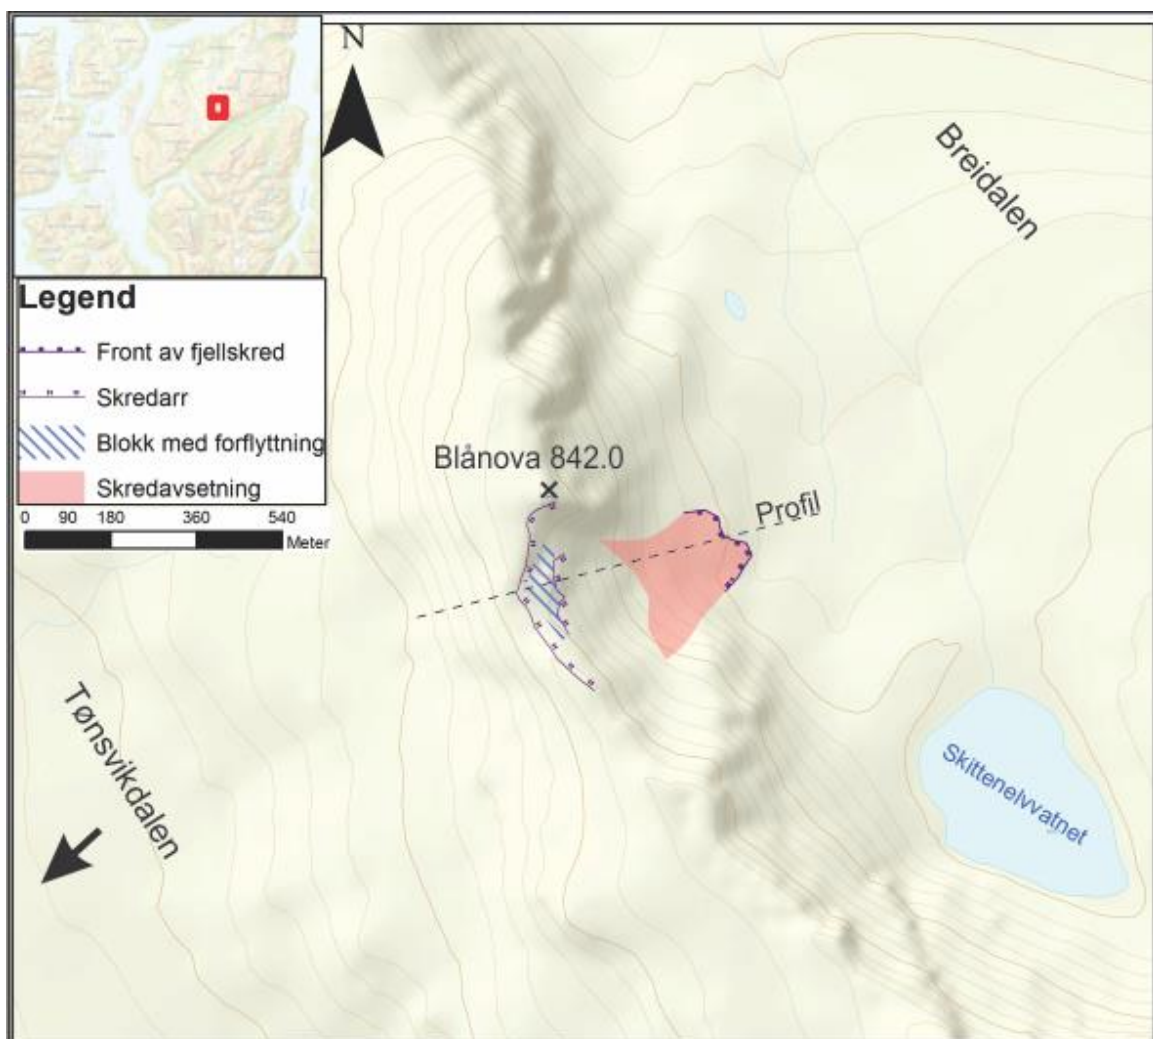 N
Breidalen
Legend
Front av fjellskred
Skredarr
Blokk med forflyttning
Skredavsetning
0 90 180 360 540
Meter
Blånova 842.0
Profil
Tønsvikdalen
Skittenelvvatnet